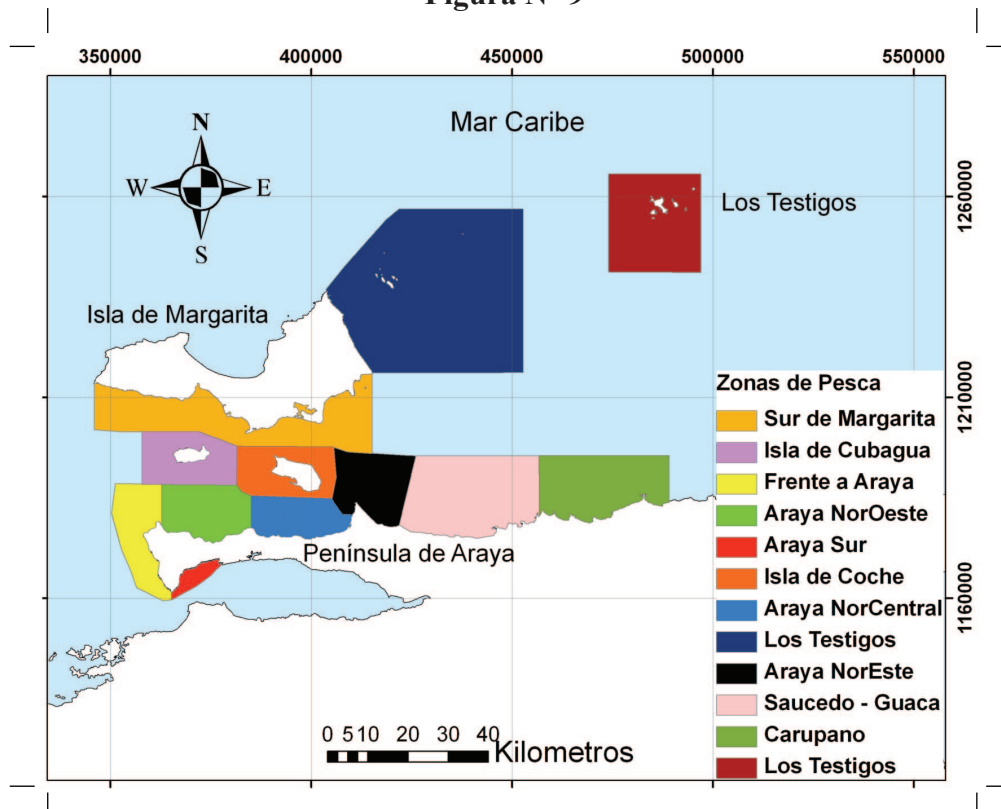 Figura N° 9
350000 400000 450000 500000 550000
Mar Caribe
N
W E
S
1260000
Los Testigos
Isla de Margarita
1210000
Zonas de Pesca
Sur de Margarita
Isla de Cubagua
Frente a Araya
Araya NorOeste
Araya Sur
Isla de Coche
Araya NorCentral
Los Testigos
Araya NorEste
Saucedo - Guaca
Carupano
Los Testigos
Península de Araya
1160000
0 5 10 20 30 40
Kilometros